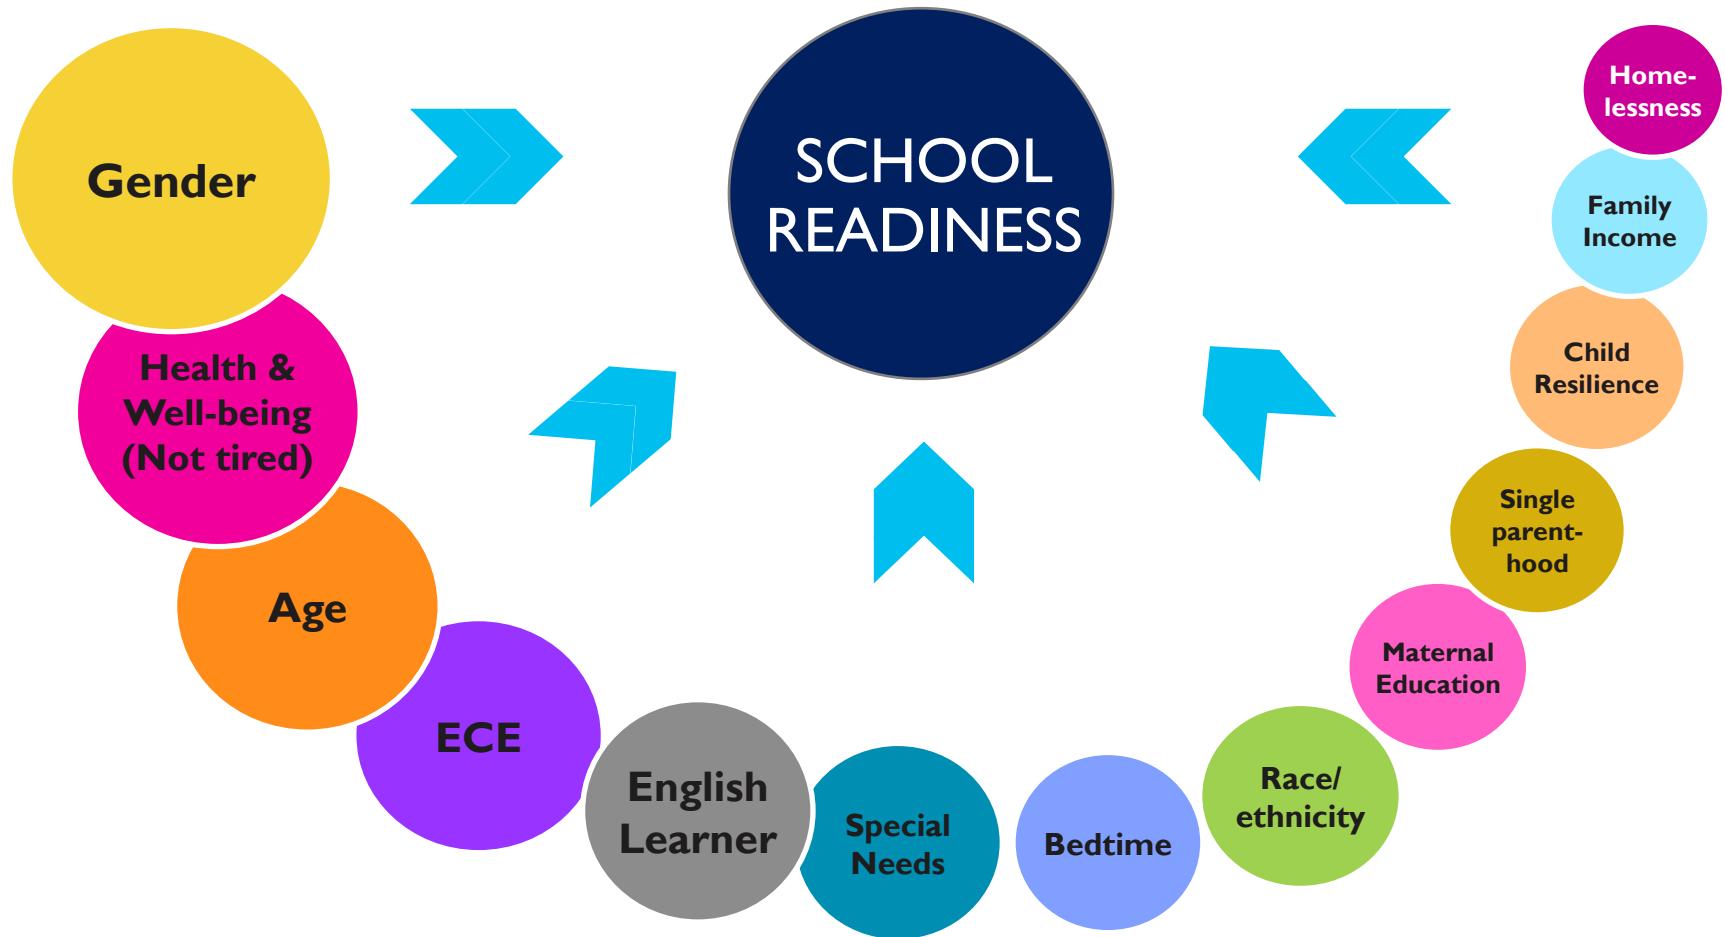 SCHOOL
READINESS
Gender
Health &
Well-being
(Not tired)
Age
ECE
English
Learner
Special
Needs
Bedtime
Race/
ethnicity
Maternal
Education
Single
parent-
hood
Child
Resilience
Family
Income
Home-
lessness